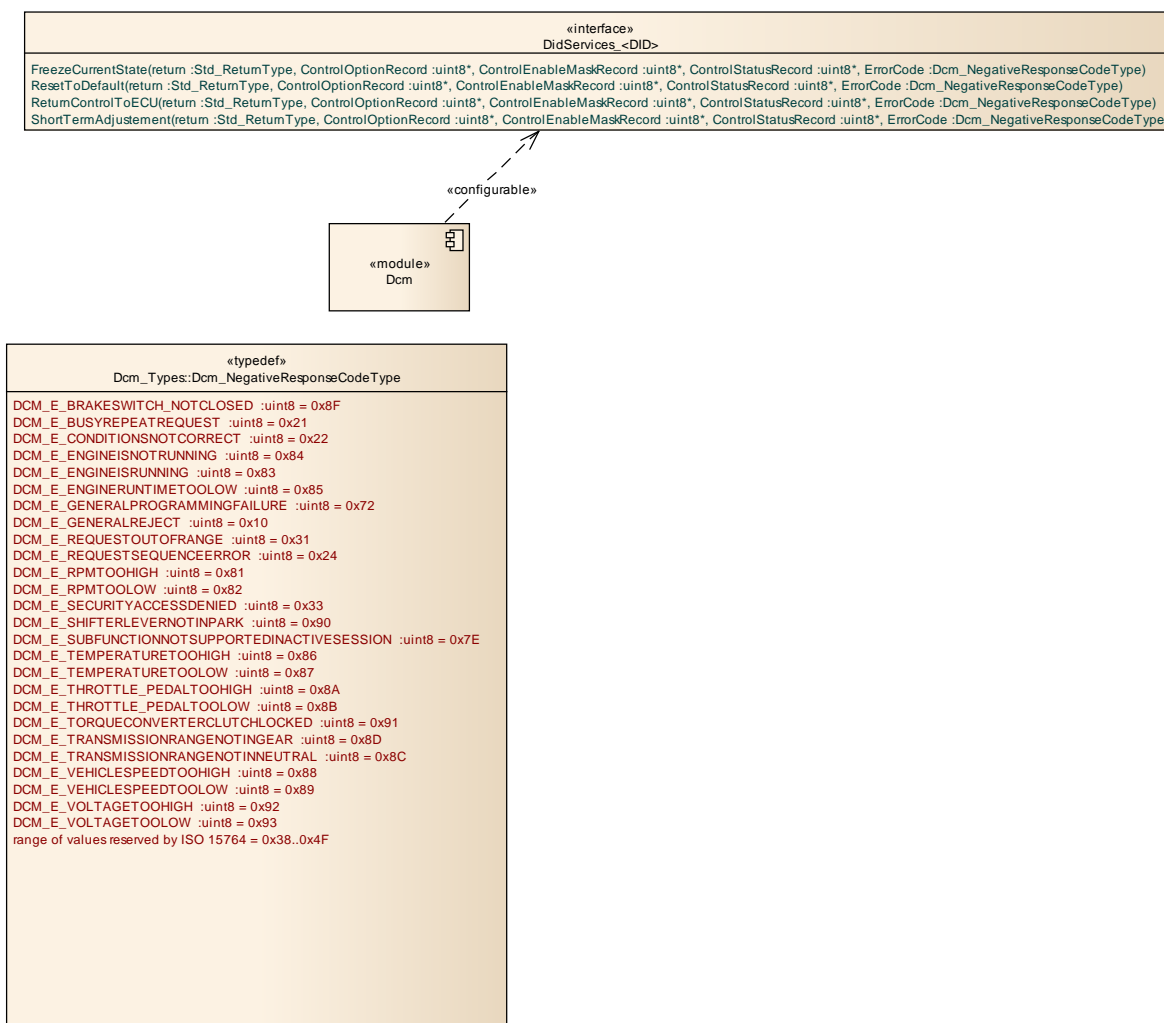 «interface»
DidServices_<DID>
FreezeCurrentState(return :Std_ReturnType, ControlOptionRecord :uint8*, ControlEnableMaskRecord :uint8*, ControlStatusRecord :uint8*, ErrorCode :Dcm_NegativeResponseCodeType)
ResetToDefault(return :Std_ReturnType, ControlOptionRecord :uint8*, ControlEnableMaskRecord :uint8*, ControlStatusRecord :uint8*, ErrorCode :Dcm_NegativeResponseCodeType)
ReturnControlToECU(return :Std_ReturnType, ControlOptionRecord :uint8*, ControlEnableMaskRecord :uint8*, ControlStatusRecord :uint8*, ErrorCode :Dcm_NegativeResponseCodeType)
ShortTermAdjustement(return :Std_ReturnType, ControlOptionRecord :uint8*, ControlEnableMaskRecord :uint8*, ControlStatusRecord :uint8*, ErrorCode :Dcm_NegativeResponseCodeType
«configurable»
«module»
Dcm
«typedef»
Dcm_Types::Dcm_NegativeResponseCodeType
DCM_E_BRAKESWITCH_NOTCLOSED :uint8 = 0x8F
DCM_E_BUSYREPEATREQUEST :uint8 = 0x21
DCM_E_CONDITIONSNOTCORRECT :uint8 = 0x22
DCM_E_ENGINEISNOTRUNNING :uint8 = 0x84
DCM_E_ENGINEISRUNNING :uint8 = 0x83
DCM_E_ENGINERUNTIMETOOLOW :uint8 = 0x85
DCM_E_GENERALPROGRAMMINGFAILURE :uint8 = 0x72
DCM_E_GENERALREJECT :uint8 = 0x10
DCM_E_REQUESTOUTOFRANGE :uint8 = 0x31
DCM_E_REQUESTSEQUENCEERROR :uint8 = 0x24
DCM_E_RPMTOOHIGH :uint8 = 0x81
DCM_E_RPMTOOLOW :uint8 = 0x82
DCM_E_SECURITYACCESSDENIED :uint8 = 0x33
DCM_E_SHIFTERLEVERNOTINPARK :uint8 = 0x90
DCM_E_SUBFUNCTIONNOTSUPPORTEDINACTIVESESSION :uint8 = 0x7E
DCM_E_TEMPERATURETOOHIGH :uint8 = 0x86
DCM_E_TEMPERATURETOOLOW :uint8 = 0x87
DCM_E_THROTTLE_PEDALTOOHIGH :uint8 = 0x8A
DCM_E_THROTTLE_PEDALTOOLOW :uint8 = 0x8B
DCM_E_TORQUECONVERTERCLUTCHLOCKED :uint8 = 0x91
DCM_E_TRANSMISSIONRANGENOTINGEAR :uint8 = 0x8D
DCM_E_TRANSMISSIONRANGENOTINNEUTRAL :uint8 = 0x8C
DCM_E_VEHICLESPEEDTOOHIGH :uint8 = 0x88
DCM_E_VEHICLESPEEDTOOLOW :uint8 = 0x89
DCM_E_VOLTAGETOOHIGH :uint8 = 0x92
DCM_E_VOLTAGETOOLOW :uint8 = 0x93
range of values reserved by ISO 15764 = 0x38..0x4F